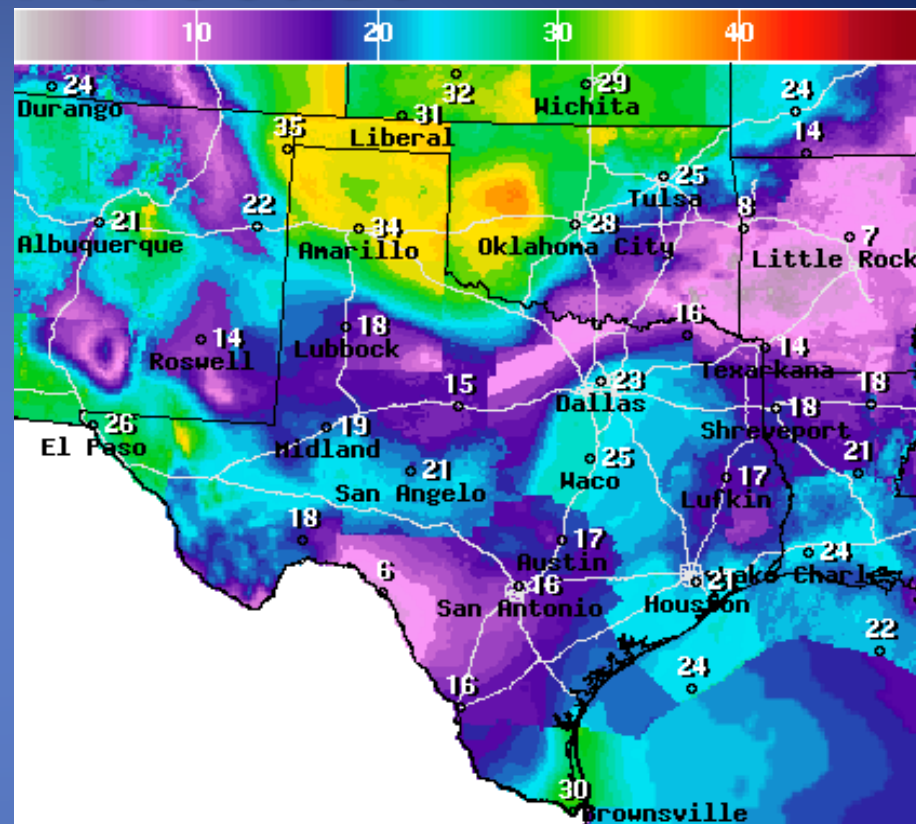 10 20 30 40
24 32 29 24
Durango Wichita
31
Liberal
35 14
25
Tulsa
21 22 34 28 8 7
Albuquerque Amarillo Oklahoma City Little Rock
18 16
14 Lubbock 14
Roswell Texarkana
23
Dallas
15 18 18
26 19 Shreveport
El Paso Midland
21 25 17 21
San Angelo Waco Lufkin
18 17 24
Austin Lake Charles
6 16 21
San Antonio Houston
22
16 24
30
Brownsville